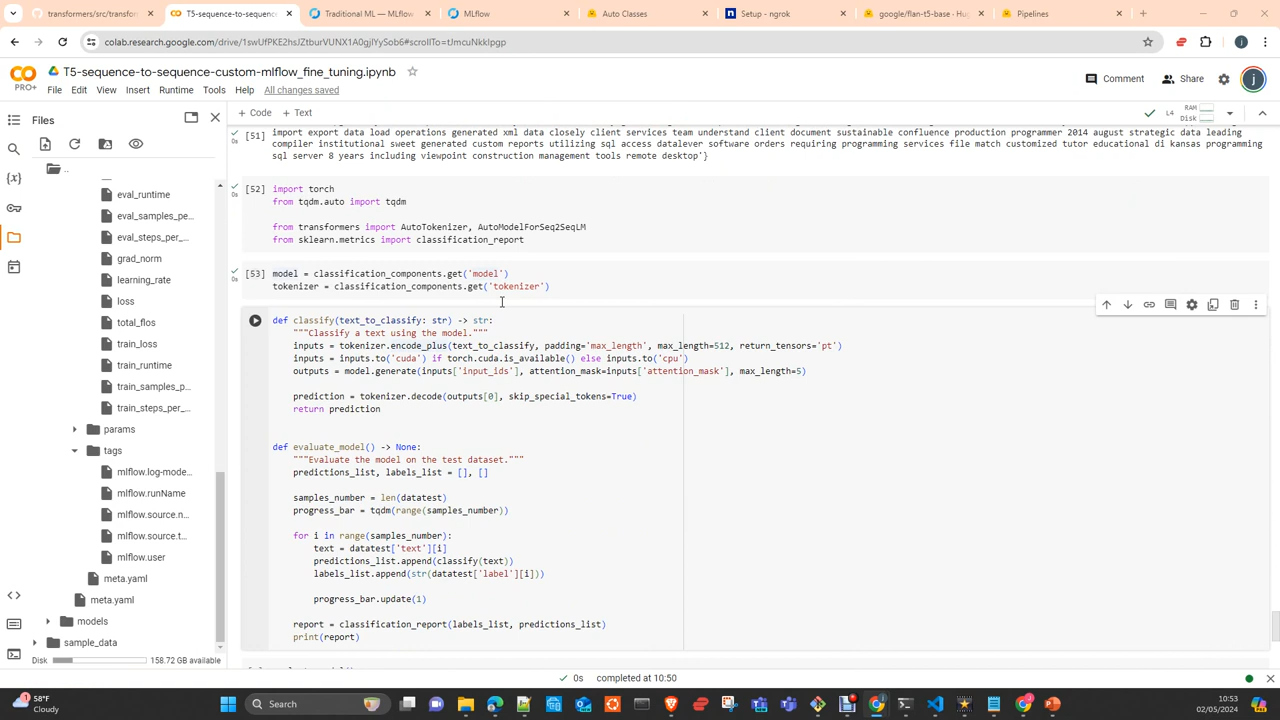 transformers/src/transform
T5-sequence-to-sequence
Traditional ML — MLflow
MLflow
Auto Classes
Setup - ngrok
google/flan-t5-base · Hug
Pipelines
colab.research.google.com/drive/1swUfPKE2hsJZtburVUNX1A0gjlYySob6#scrollTo=tJmcuNkkIpgp
T5-sequence-to-sequence-custom-mlflow_fine_tuning.ipynb
PRO+
File Edit View Insert Runtime Tools Help All changes saved
Comment
Share
j
Files
+ Code + Text
L4
RAM
Disk
..
eval_runtime
eval_samples_pe...
eval_steps_per_...
grad_norm
learning_rate
loss
total_flos
train_loss
train_runtime
train_samples_p...
train_steps_per_...
params
tags
mlflow.log-mode...
mlflow.runName
mlflow.source.n...
mlflow.source.t...
mlflow.user
meta.yaml
meta.yaml
models
sample_data
Disk
158.72 GB available
import export data load operations generated xml data closely client services team understand client document sustainable confluence production programmer 2014 august strategic data leading
[51]
compiler institutional sweet generated custom reports utilizing sql access datalever software orders requiring programming services file match customized tutor educational di kansas programming
sql server 8 years including viewpoint construction management tools remote desktop'}
[52] import torch
0s
from tqdm.auto import tqdm
from transformers import AutoTokenizer, AutoModelForSeq2SeqLM
from sklearn.metrics import classification_report
[53] model = classification_components.get('model')
0s
tokenizer = classification_components.get('tokenizer')
def classify(text_to_classify: str) -> str:
"""Classify a text using the model."""
inputs = tokenizer.encode_plus(text_to_classify, padding='max_length', max_length=512, return_tensors='pt')
inputs = inputs.to('cuda') if torch.cuda.is_available() else inputs.to('cpu')
outputs = model.generate(inputs['input_ids'], attention_mask=inputs['attention_mask'], max_length=5)
prediction = tokenizer.decode(outputs[0], skip_special_tokens=True)
return prediction
def evaluate_model() -> None:
"""Evaluate the model on the test dataset."""
predictions_list, labels_list = [], []
samples_number = len(datatest)
progress_bar = tqdm(range(samples_number))
for i in range(samples_number):
text = datatest['text'][i]
predictions_list.append(classify(text))
labels_list.append(str(datatest['label'][i]))
progress_bar.update(1)
report = classification_report(labels_list, predictions_list)
print(report)
0s completed at 10:50
58°F
Cloudy
Search
10:53
02/05/2024